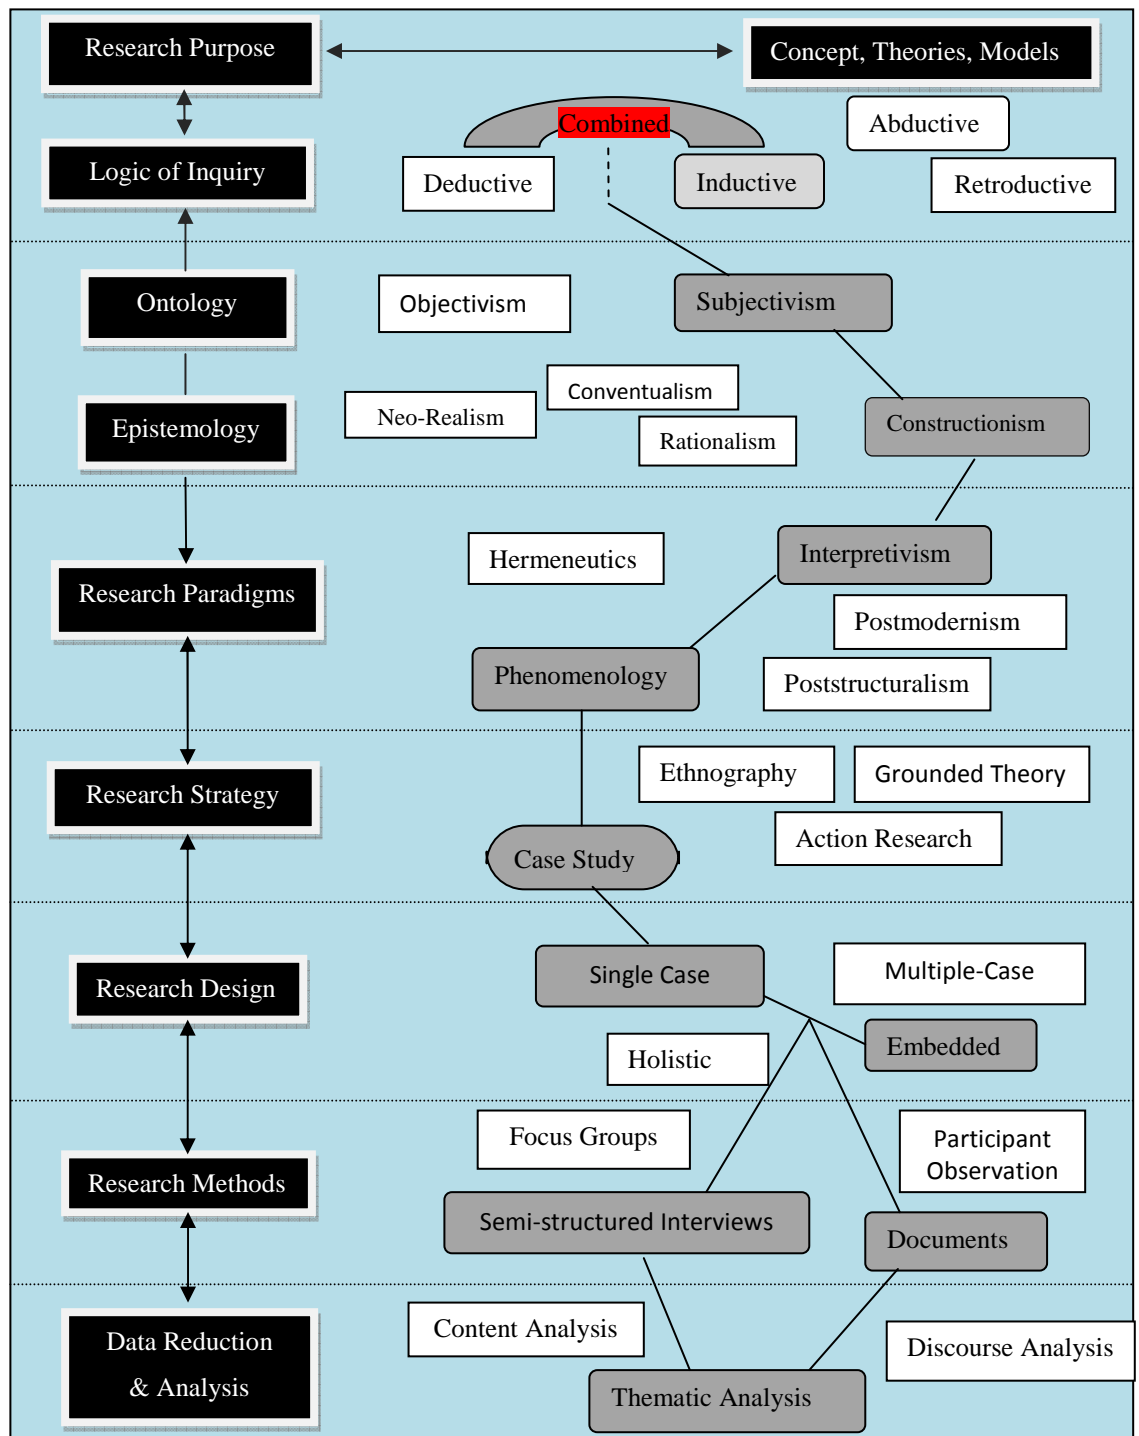 Research Purpose
Concept, Theories, Models
Combined
Abductive
Logic of Inquiry
Deductive
Inductive
Retroductive
Ontology
Objectivism
Subjectivism
Epistemology
Neo-Realism
Conventualism
Rationalism
Constructionism
Research Paradigms
Hermeneutics
Interpretivism
Postmodernism
Phenomenology
Poststructuralism
Research Strategy
Ethnography
Grounded Theory
Action Research
Case Study
Research Design
Single Case
Multiple-Case
Embedded
Holistic
Research Methods
Focus Groups
Participant
Observation
Semi-structured Interviews
Documents
Data Reduction
& Analysis
Content Analysis
Discourse Analysis
Thematic Analysis